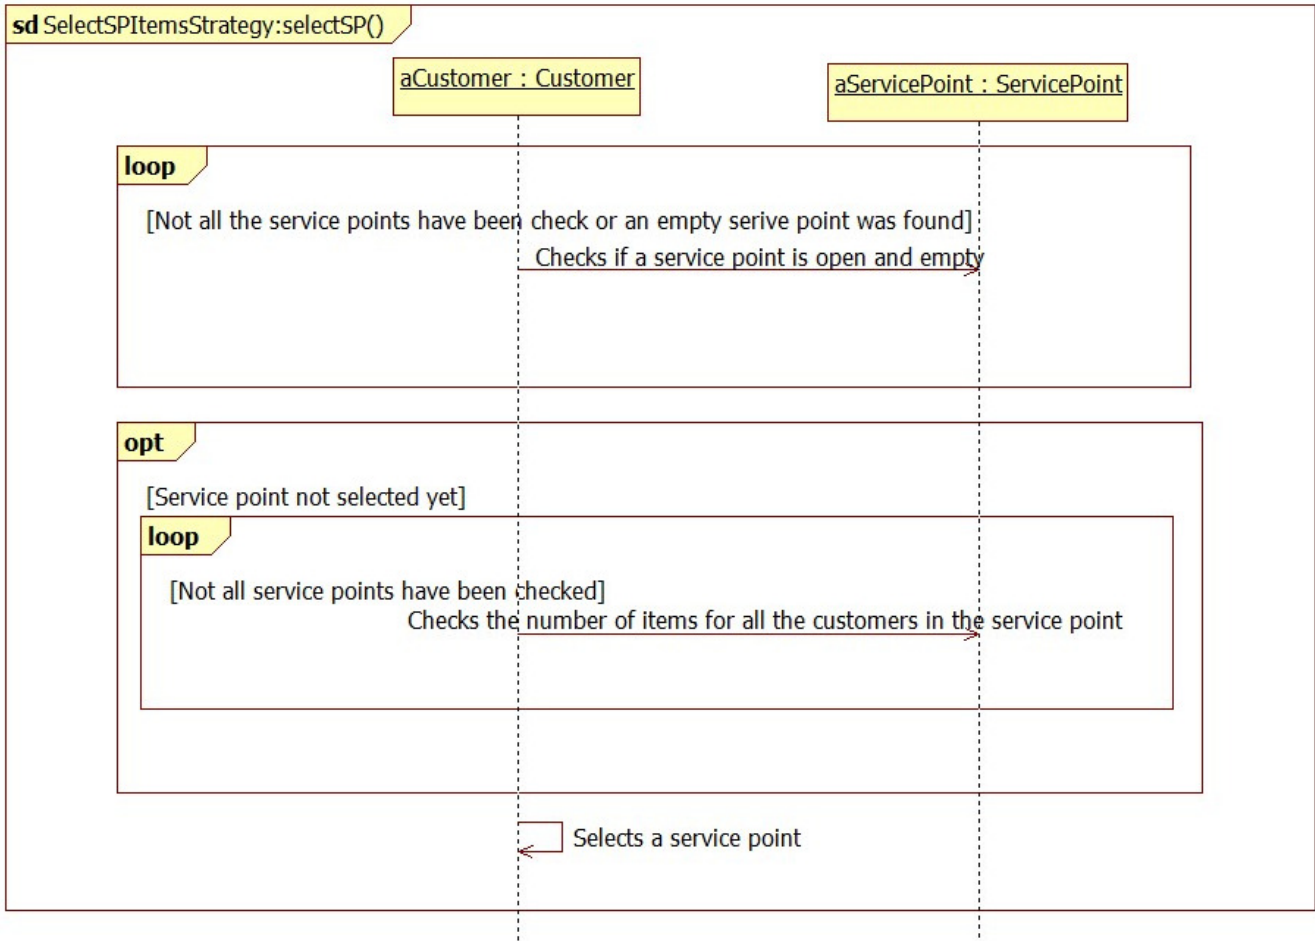 sd SelectSPItemsStrategy:selectSP()
aCustomer : Customer
aServicePoint : ServicePoint
loop
[Not all the service points have been check or an empty serive point was found]
Checks if a service point is open and empty
opt
[Service point not selected yet]
loop
[Not all service points have been checked]
Checks the number of items for all the customers in the service point
Selects a service point